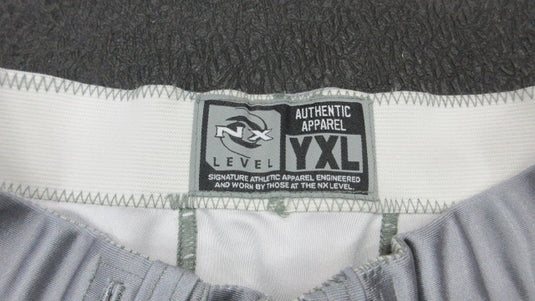 NX
LEVEL
AUTHENTIC
APPAREL
YXL
SIGNATURE ATHLETIC APPAREL ENGINEERED
AND WORN BY THOSE AT THE NX LEVEL.